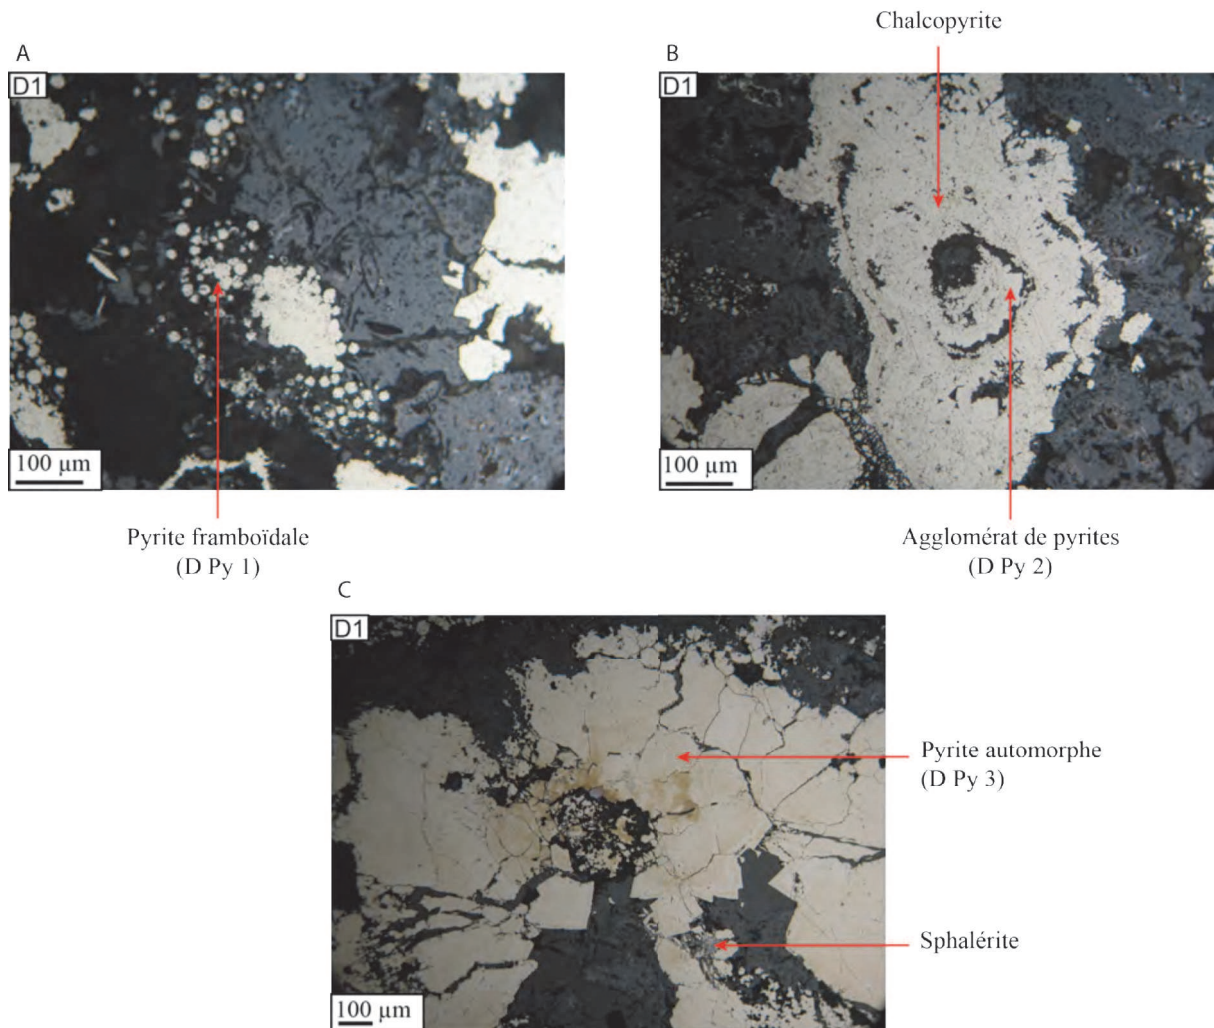 Chalcopyrite
A
B
D1
D1
100 µm
100 µm
Pyrite framboïdale
(D Py 1)
Agglomérat de pyrites
(D Py 2)
C
D1
Pyrite automorphe
(D Py 3)
Sphalérite
100 µm